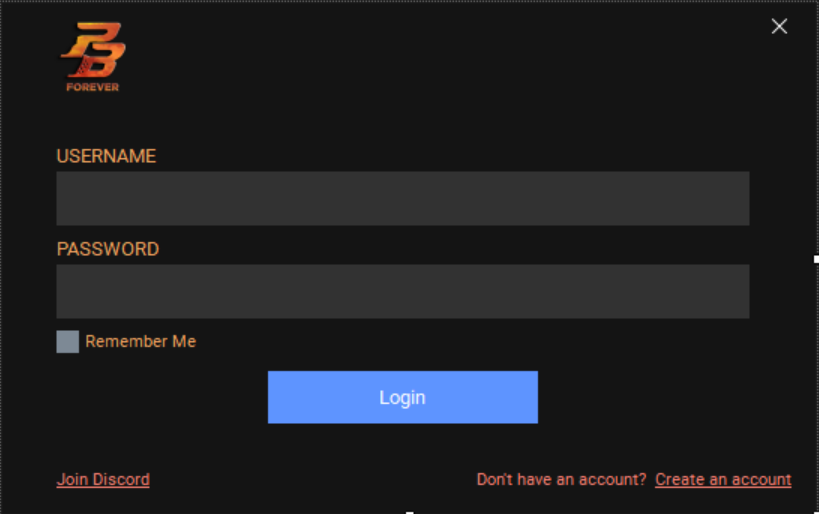 PB
FOREVER
USERNAME
PASSWORD
Remember Me
Login
Join Discord
Don't have an account? Create an account